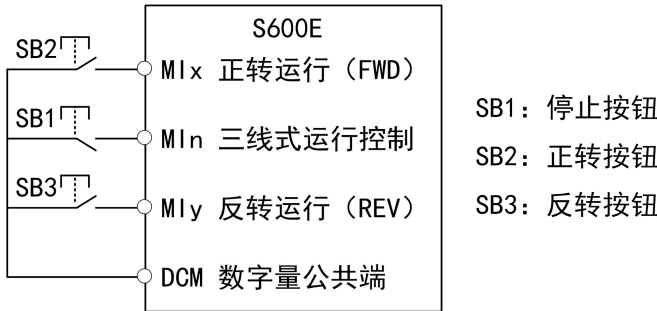 S600E
SB2
MIx 正转运行（FWD）
SB1
MIn 三线式运行控制
SB3
MIy 反转运行（REV）
DCM 数字量公共端
SB1：停止按钮
SB2：正转按钮
SB3：反转按钮